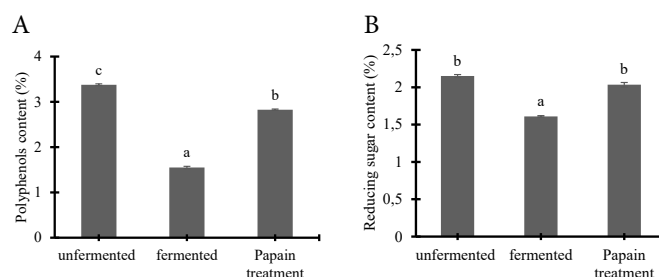 A
Polyphenols content (%)
4
3
2
1
0
c
a
b
unfermented
fermented
Papain
treatment
B
Reducing sugar content (%)
2,5
2
1,5
1
0,5
0
b
a
b
unfermented
fermented
Papain
treatment